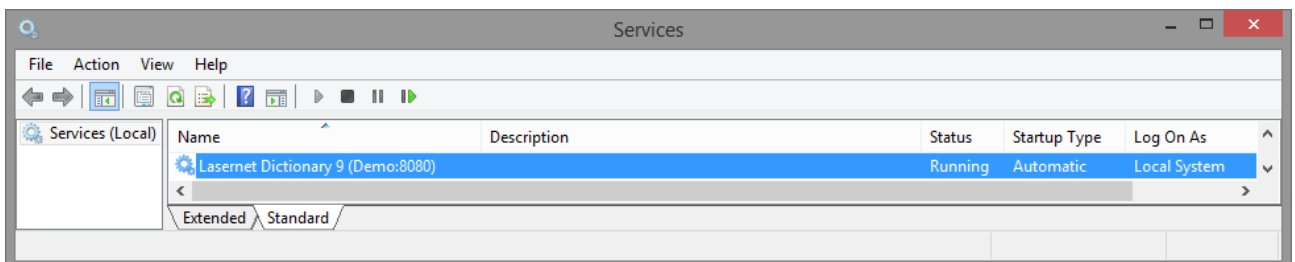 Services
File Action View Help
Services (Local)
Name Description Status Startup Type Log On As
Lasernet Dictionary 9 (Demo:8080) Running Automatic Local System
Extended Standard